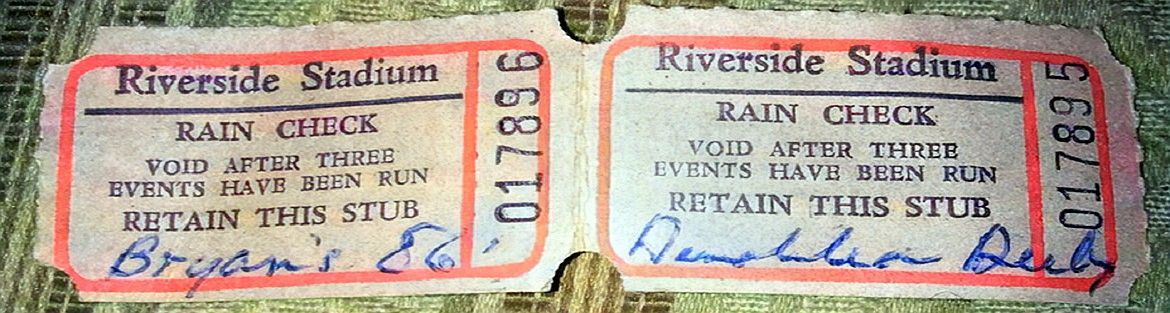 Riverside Stadium
RAIN CHECK
VOID AFTER THREE
EVENTS HAVE BEEN RUN
RETAIN THIS STUB
Bryan's 86'
017896
Riverside Stadium
RAIN CHECK
VOID AFTER THREE
EVENTS HAVE BEEN RUN
RETAIN THIS STUB
Demolition Derby
017895